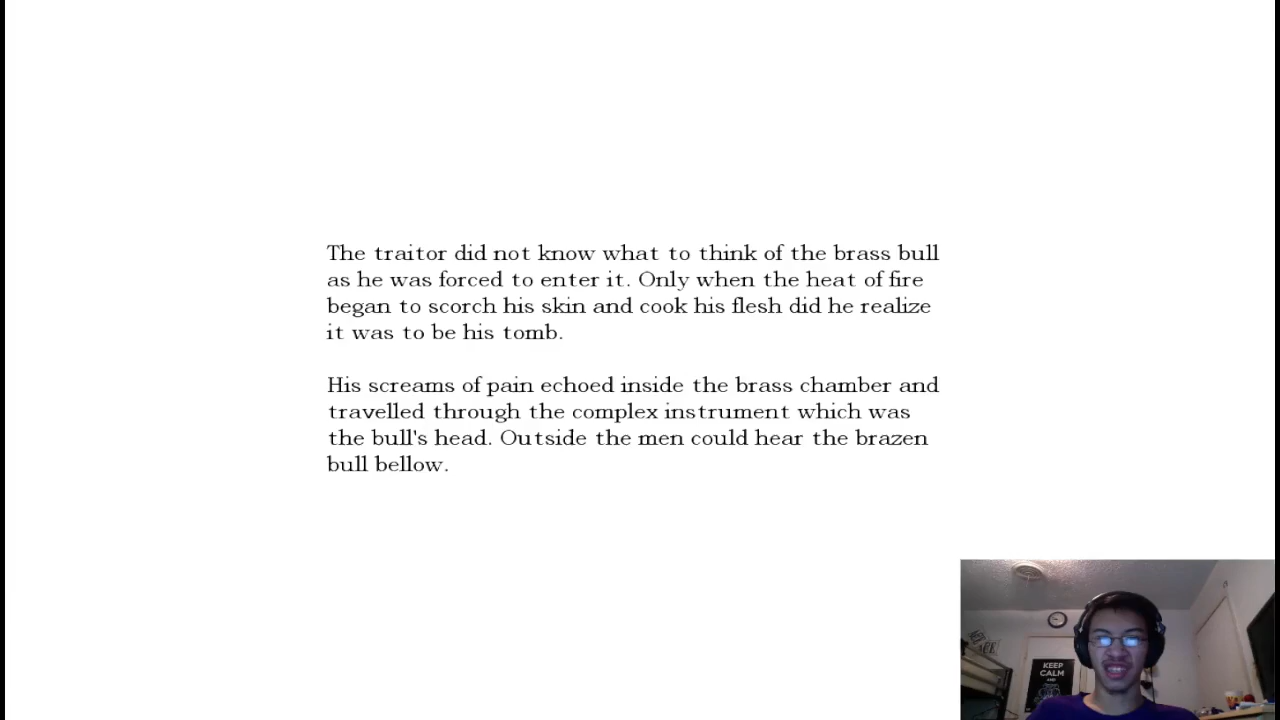 The traitor did not know what to think of the brass bull
as he was forced to enter it. Only when the heat of fire
began to scorch his skin and cook his flesh did he realize
it was to be his tomb.
His screams of pain echoed inside the brass chamber and
travelled through the complex instrument which was
the bull's head. Outside the men could hear the brazen
bull bellow.
KEEP
CALM
AND